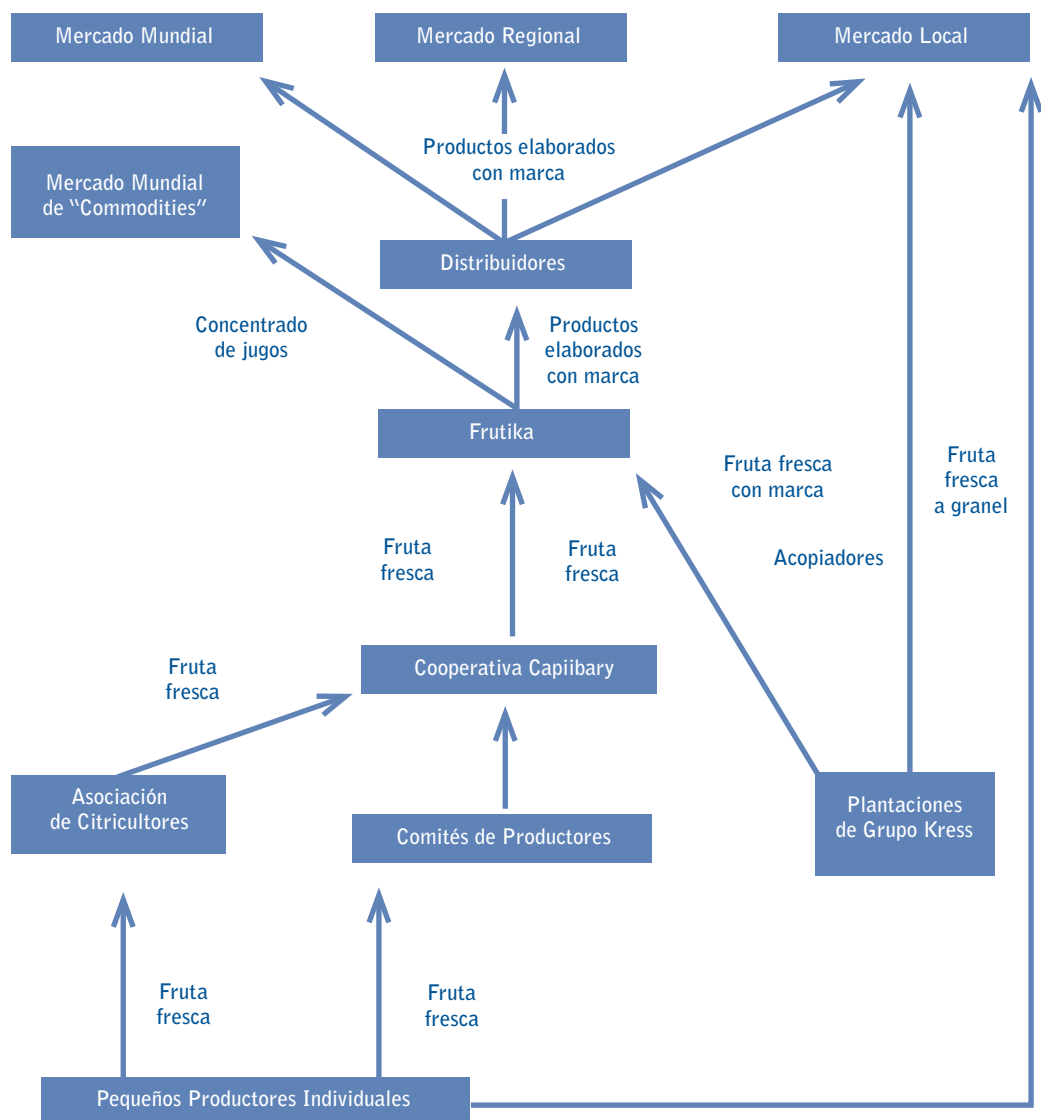 Mercado Mundial
Mercado Regional
Mercado Local
Productos elaborados
con marca
Mercado Mundial
de “Commodities”
Distribuidores
Concentrado
de jugos
Productos
elaborados
con marca
Frutika
Fruta fresca
con marca
Fruta
fresca
a granel
Fruta
fresca
Fruta
fresca
Acopiadores
Cooperativa Capiibary
Fruta
fresca
Asociación
de Citricultores
Comités de Productores
Plantaciones
de Grupo Kress
Fruta
fresca
Fruta
fresca
Pequeños Productores Individuales